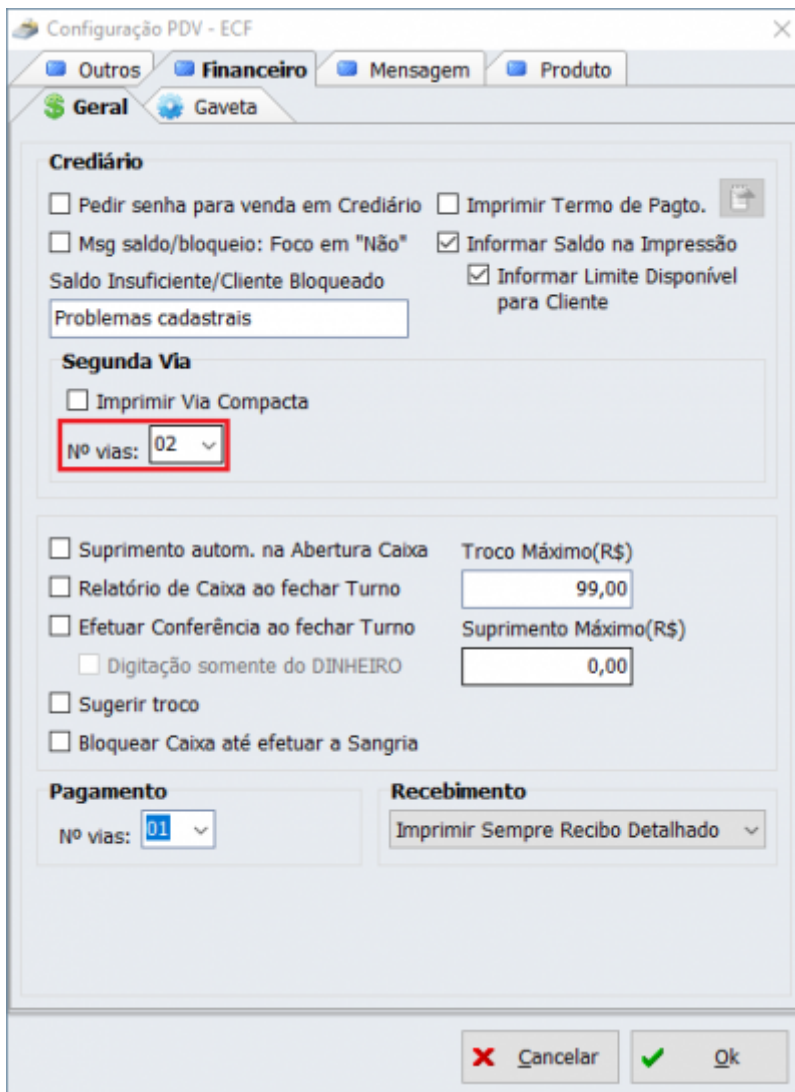 Configuração PDV - ECF
Outros Financeiro Mensagem Produto
Geral Gaveta
Crediário
Pedir senha para venda em Crediário Imprimir Termo de Pagto.
Msg saldo/bloqueio: Foco em "Não" Informar Saldo na Impressão
Saldo Insuficiente/Cliente Bloqueado Informar Limite Disponível
para Cliente
Problemas cadastrais
Segunda Via
Imprimir Via Compacta
Nº vias: 02
Suprimento autom. na Abertura Caixa Troco Máximo(R$)
Relatório de Caixa ao fechar Turno 99,00
Efetuar Conferência ao fechar Turno Suprimento Máximo(R$)
Digitação somente do DINHEIRO 0,00
Sugerir troco
Bloquear Caixa até efetuar a Sangria
Pagamento Recebimento
Nº vias: 01 Imprimir Sempre Recibo Detalhado
Cancelar Ok